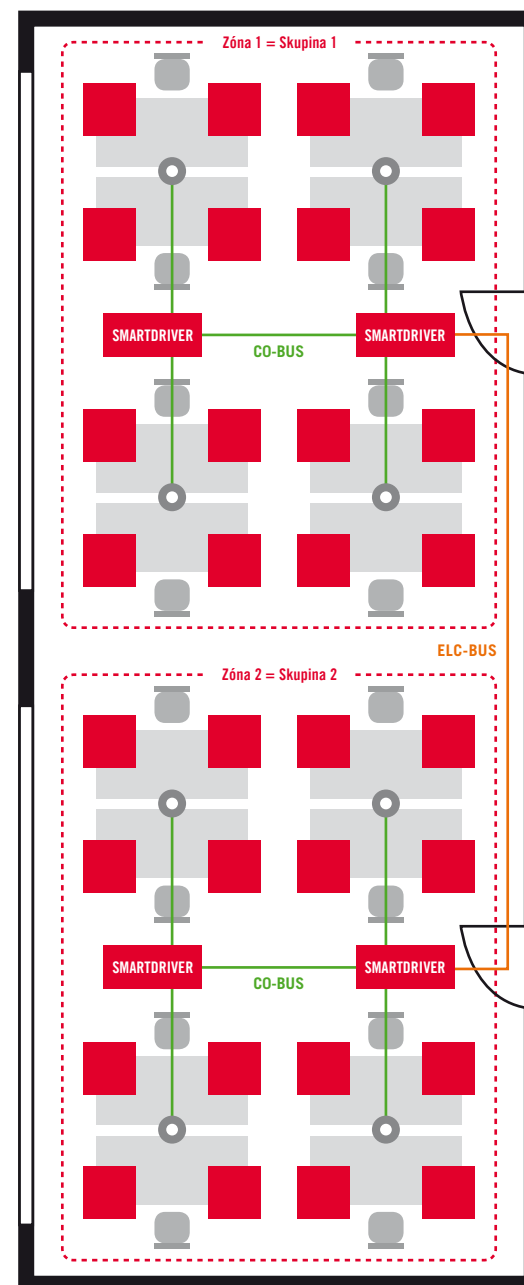 Zóna 1 = Skupina 1
SMARTDRIVER
SMARTDRIVER
CO-BUS
ELC-BUS
Zóna 2 = Skupina 2
SMARTDRIVER
SMARTDRIVER
CO-BUS